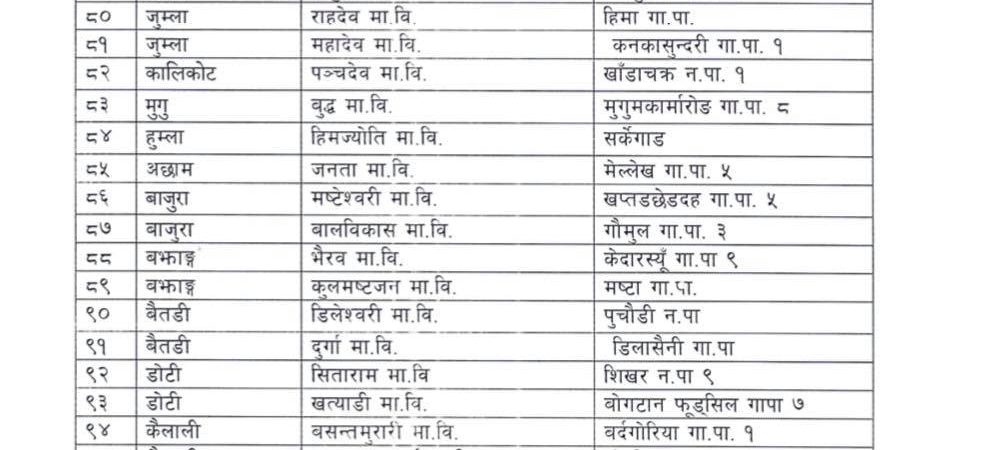 ८० जुम्ला राहदेव मा.वि. हिमा गा.पा.
८१ जुम्ला महादेव मा.वि. कनकासुन्दरी गा.पा. १
८२ कालिकोट पञ्चदेव मा.वि. खाँडाचक्र न.पा. १
८३ मुगु बुद्ध मा.वि. मुगुमकार्मारोङ गा.पा. ८
८४ हुम्ला हिमज्योति मा.वि. सर्केगाड
८५ अछाम जनता मा.वि. मेल्लेख गा.पा. ५
८६ बाजुरा मष्टेश्वरी मा.वि. खप्तडछेडदह गा.पा. ५
८७ बाजुरा बालविकास मा.वि. गौमुल गा.पा. ३
८८ बझाङ्ग भैरव मा.वि. केदारस्यूँ गा.पा ९
८९ बझाङ्ग कुलमष्टजन मा.वि. मष्टा गा.पा.
९० बैतडी डिलेश्वरी मा.वि. पुर्चौडी न.पा
९१ बैतडी दुर्गा मा.वि. डिलासैनी गा.पा
९२ डोटी सिताराम मा.वि शिखर न.पा ९
९३ डोटी खत्याडी मा.वि. वोगटान फूड्सिल गापा ७
९४ कैलाली बसन्तमुरारी मा.वि. वर्दगोरिया गा.पा. १